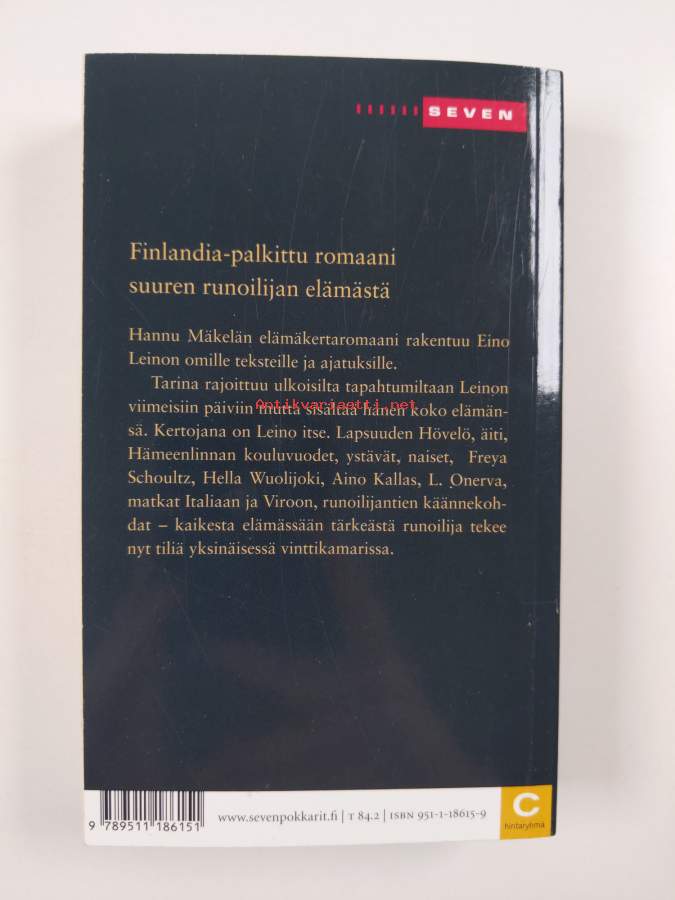 SEVEN
Finlandia-palkittu romaani
suuren runoilijan elämästä
Hannu Mäkelän elämäkertaromaani rakentuu Eino
Leinon omille teksteille ja ajatuksille.
Tarina rajoittuu ulkoisilta tapahtumiltaan Leinon
viimeisiin päiviin mutta sisältää hänen koko elämän-
Antikvariaatti.net
sä. Kertojana on Leino itse. Lapsuuden Hövelö, äiti,
Hämeenlinnan kouluvuodet, ystävät, naiset, Freya
Schoultz, Hella Wuolijoki, Aino Kallas, L. Onerva,
matkat Italiaan ja Viroon, runoilijantien käännekoh-
dat – kaikesta elämässään tärkeästä runoilija tekee
nyt tiliä yksinäisessä vinttikamarissa.
www.sevenpokkarit.fi | T 84.2 | ISBN 951-1-18615-9
9 789511 186151
C
hintaryhmä